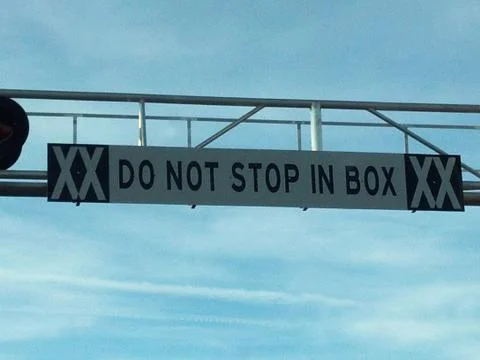 XX DO NOT STOP IN BOX XX